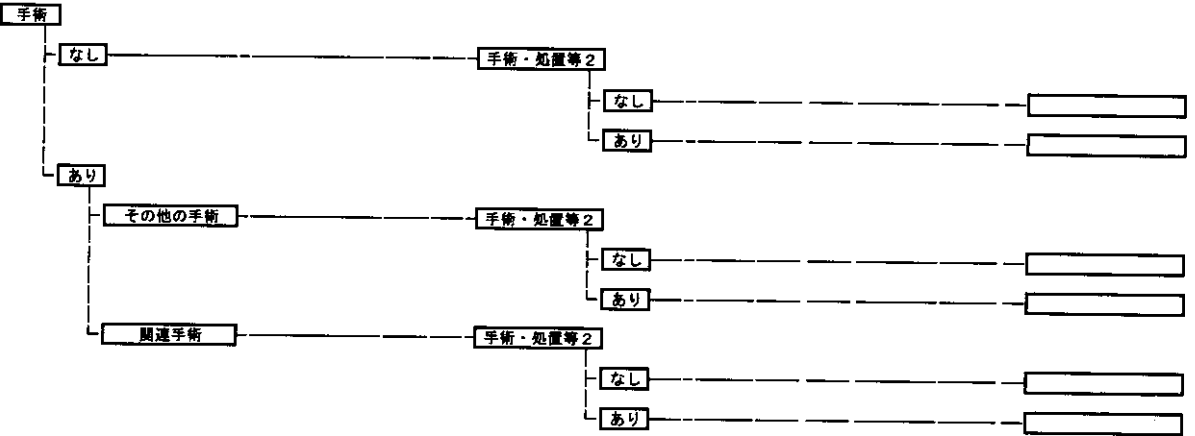 手術
なし
手術・処置等2
なし
あり
あり
その他の手術
手術・処置等2
なし
あり
関連手術
手術・処置等2
なし
あり